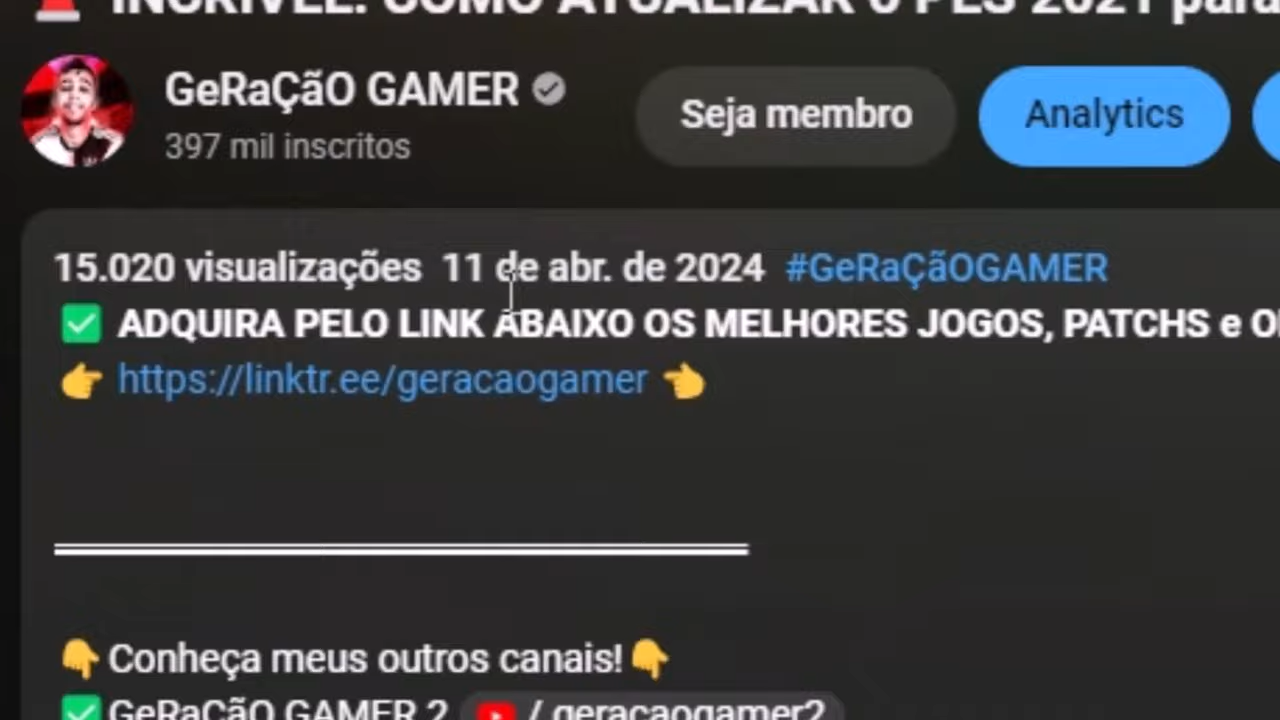 INCRÍVEL: COMO ATUALIZAR o PES 2021 para
GeRaÇãO GAMER
397 mil inscritos
Seja membro
Analytics
15.020 visualizações 11 de abr. de 2024 #GeRaÇãOGAMER
ADQUIRA PELO LINK ABAIXO OS MELHORES JOGOS, PATCHS e
https://linktr.ee/geracaogamer
Conheça meus outros canais!
GeRaÇãO GAMER 2 / geracaogamer2